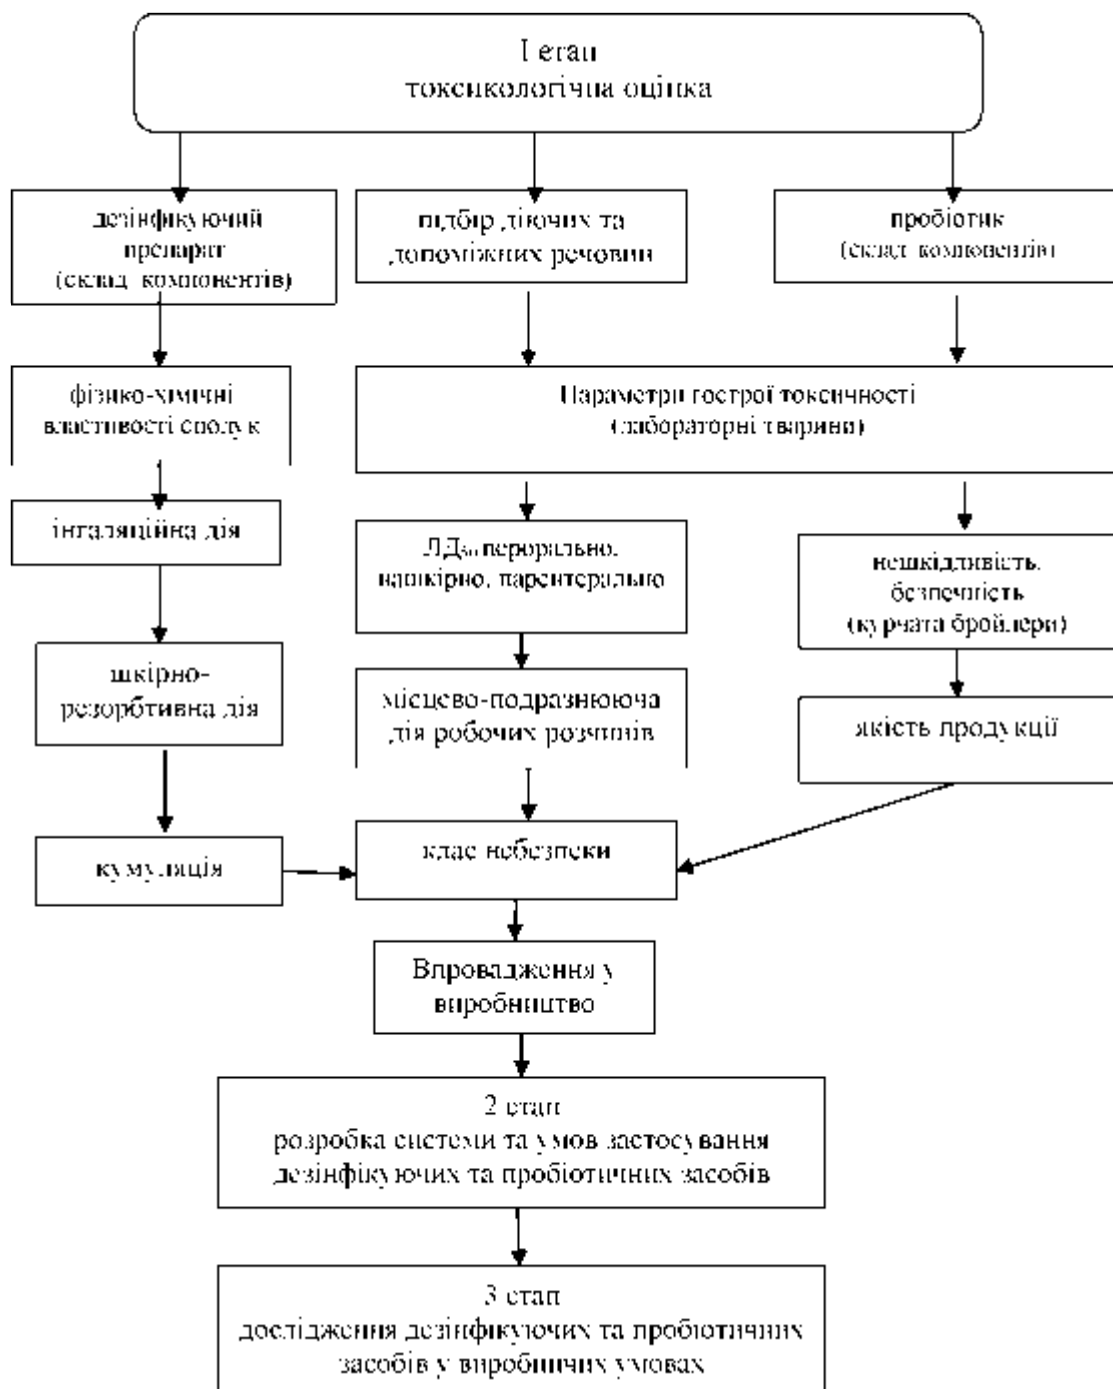 І етап
токсикологічна оцінка
дезінфікуючий
препарат
(склад компонентів)
підбір діючих та
допоміжних речовин
пробіотик
(склад компонентів)
фізико-хімічні
властивості сполук
Параметри гострої токсичності
(лабораторні тварини)
інгаляційна дія
ЛД₅₀ перорально,
нашкірно, парентерально
нешкідливість,
безпечність
(курчата бройлери)
шкірно-
резорбтивна дія
місцево-подразнююча
дія робочих розчинів
якість продукції
кумуляція
клас небезпеки
Впровадження у
виробництво
2 етап
розробка системи та умов застосування
дезінфікуючих та пробіотичних засобів
3 етап
дослідження дезінфікуючих та пробіотичних
засобів у виробничих умовах